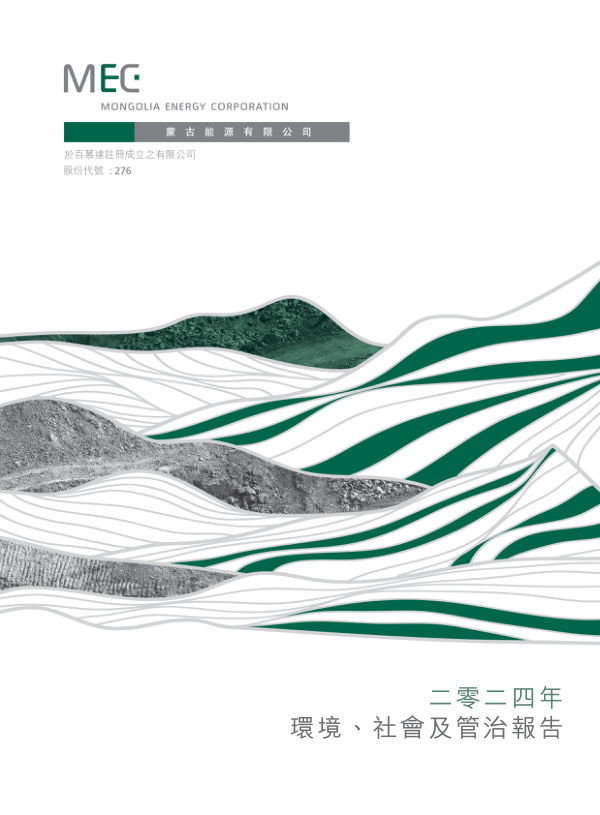 MEC
MONGOLIA ENERGY CORPORATION
蒙古能源有限公司
於百慕達註冊成立之有限公司
股份代號 : 276
二零二四年
環境、社會及管治報告